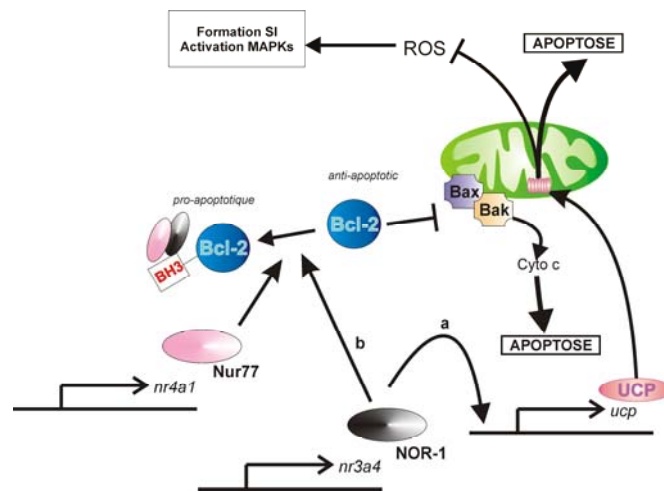 Formation SI
Activation MAPKs
ROS
APOPTOSE
pro-apoptotique
anti-apoptotic
Bax
Bak
Bcl-2
Bcl-2
BH3
Cyto c
b
a
APOPTOSE
Nur77
nr4a1
UCP
ucp
NOR-1
nr3a4